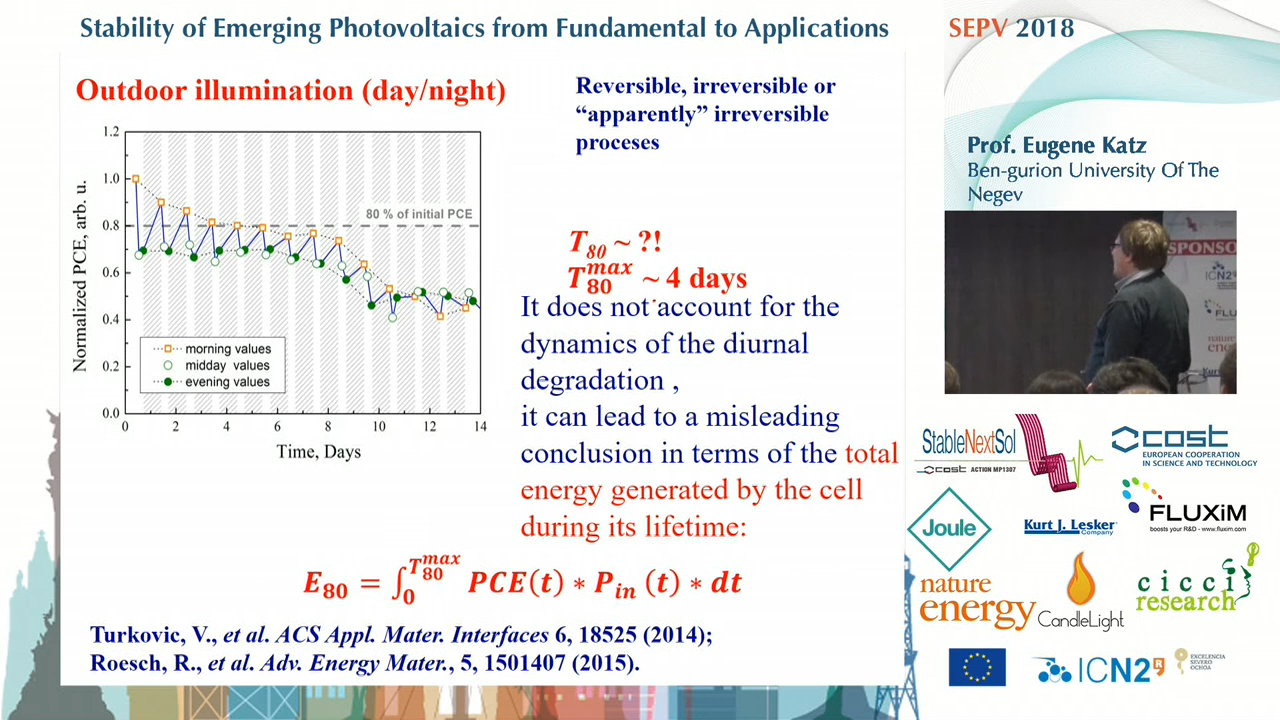 Stability of Emerging Photovoltaics from Fundamental to Applications
SEPV 2018
Outdoor illumination (day/night)
Reversible, irreversible or
“apparently” irreversible
proceses
Normalized PCE, arb. u.
1.2
1.0
0.8
0.6
0.4
0.2
0.0
80 % of initial PCE
morning values
midday values
evening values
0 2 4 6 8 10 12 14
Time, Days
T80 ~ ?!
T80max ~ 4 days
It does not account for the
dynamics of the diurnal
degradation ,
it can lead to a misleading
conclusion in terms of the total
energy generated by the cell
during its lifetime:
E80 = ∫0T80max PCE(t) * Pin (t) * dt
Turkovic, V., et al. ACS Appl. Mater. Interfaces 6, 18525 (2014);
Roesch, R., et al. Adv. Energy Mater., 5, 1501407 (2015).
Prof. Eugene Katz
Ben-gurion University Of The
Negev
SPONSO
ICN2
FLU
nature
energ
Kurt J.
StableNextSol
cost ACTION MP1307
cost
EUROPEAN COOPERATION
IN SCIENCE AND TECHNOLOGY
Joule
Kurt J. Lesker
Company
FLUXiM
boosts your R&D - www.fluxim.com
nature
energy
CandleLight
cicci
research
ICN2
EXCELENCIA
SEVERO
OCHOA